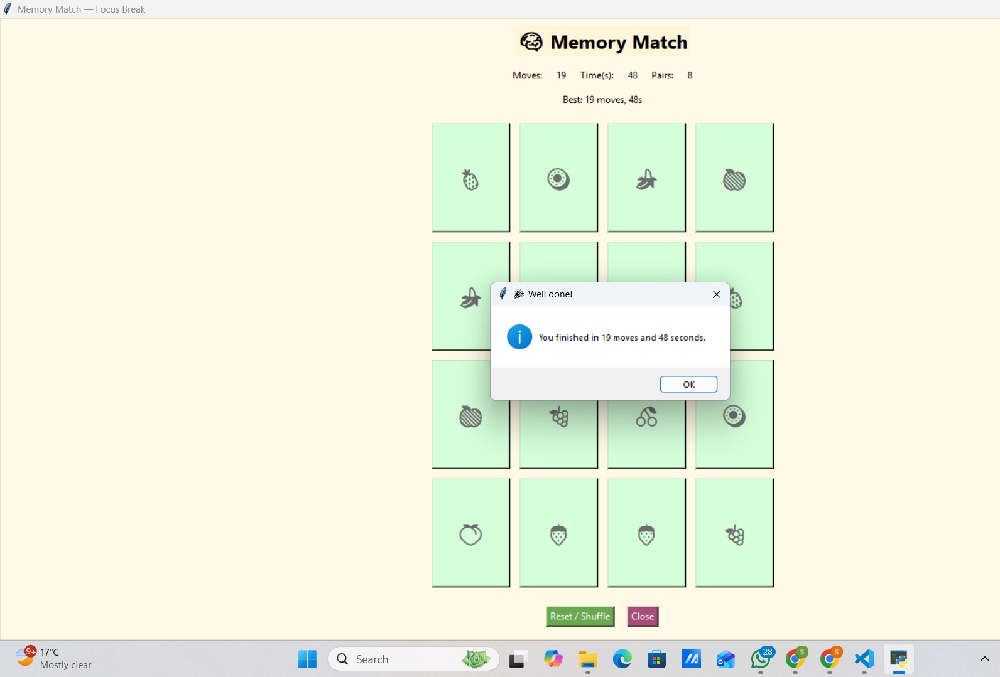 Memory Match — Focus Break
Memory Match
Moves: 19 Time(s): 48 Pairs: 8
Best: 19 moves, 48s
Well done!
You finished in 19 moves and 48 seconds.
OK
Reset / Shuffle Close
9+ 17°C
Mostly clear
Search
28
S
S